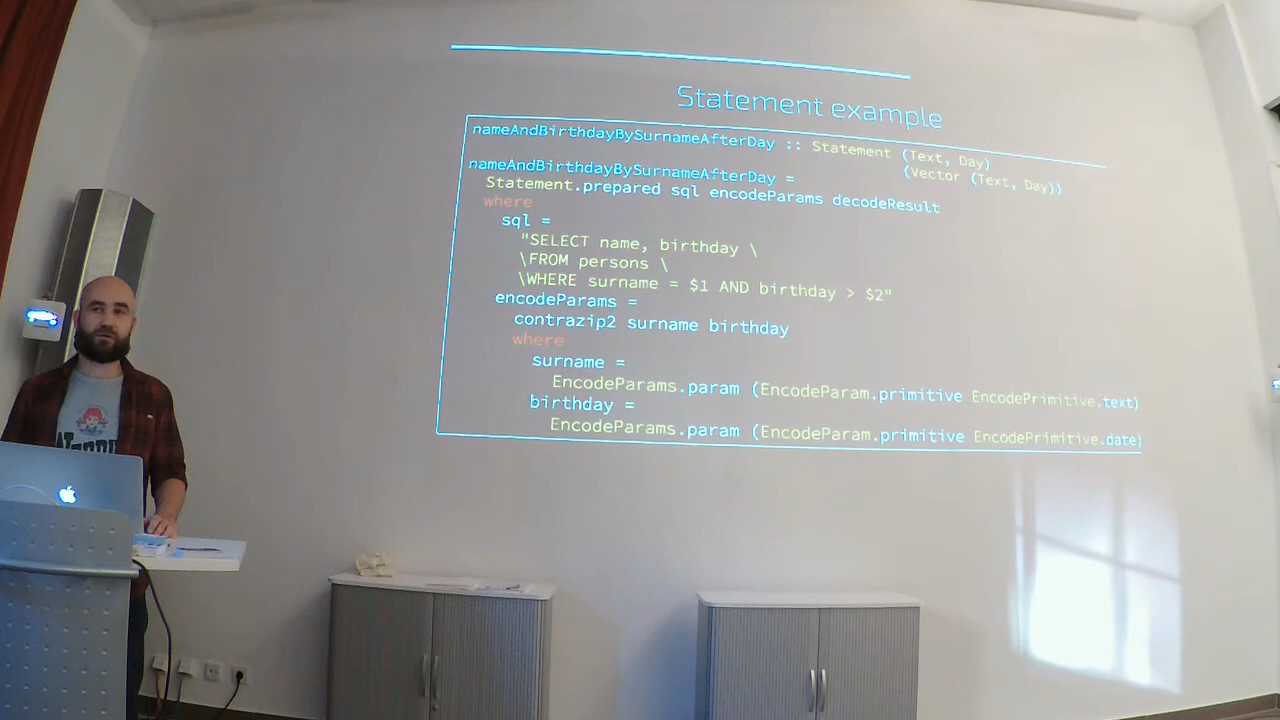 Statement example
nameAndBirthdayBySurnameAfterDay :: Statement (Text, Day)
(Vector (Text, Day))
nameAndBirthdayBySurnameAfterDay =
Statement.prepared sql encodeParams decodeResult
where
sql =
"SELECT name, birthday \
\FROM persons \
\WHERE surname = $1 AND birthday > $2"
encodeParams =
contrazip2 surname birthday
where
surname =
EncodeParams.param (EncodeParam.primitive EncodePrimitive.text)
birthday =
EncodeParams.param (EncodeParam.primitive EncodePrimitive.date)